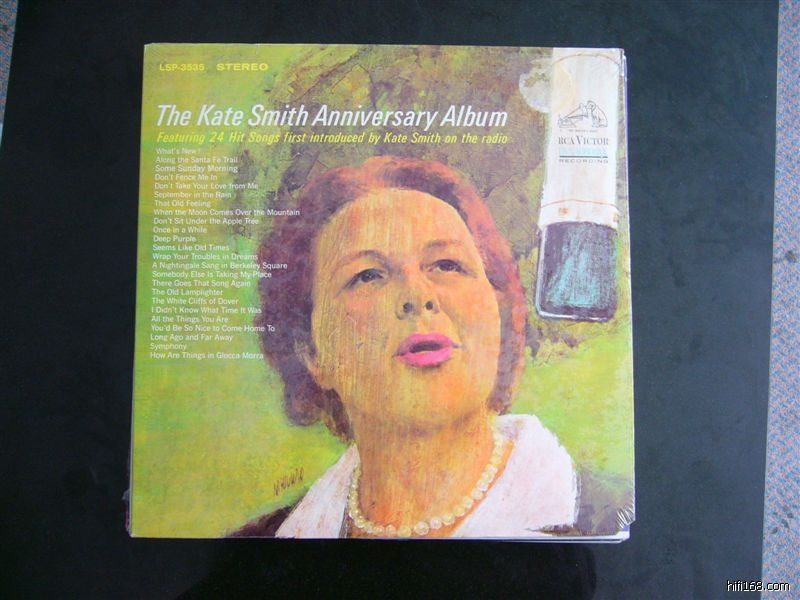 LSP-3535 STEREO
The Kate Smith Anniversary Album
Featuring 24 Hit Songs first introduced by Kate Smith on the radio
What's New?
Along the Santa Fe Trail
Some Sunday Morning
Don't Fence Me In
Don't Take Your Love from Me
September in the Rain
That Old Feeling
When the Moon Comes Over the Mountain
Don't Sit Under the Apple Tree
Once in a While
Deep Purple
Seems Like Old Times
Wrap Your Troubles in Dreams
A Nightingale Sang in Berkeley Square
Somebody Else Is Taking My Place
There Goes That Song Again
The Old Lamplighter
The White Cliffs of Dover
I Didn't Know What Time It Was
All the Things You Are
You'd Be So Nice to Come Home To
Long Ago and Far Away
Symphony
How Are Things in Glocca Morra
RCA VICTOR
RECORDING
hifi168.com